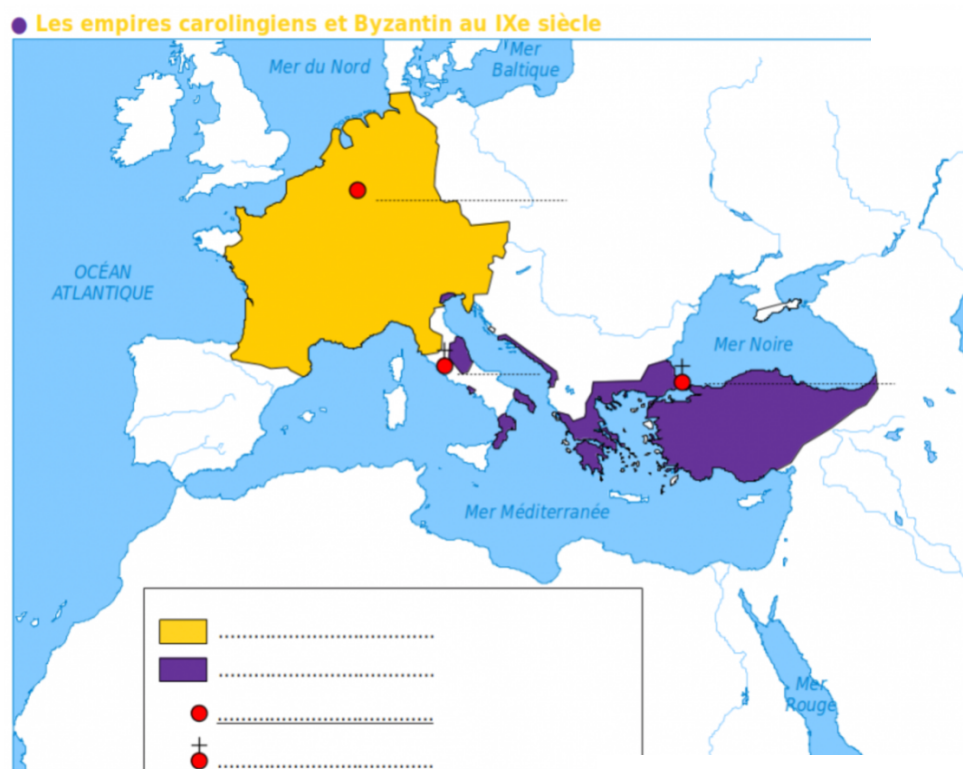 Les empires carolingiens et Byzantin au IXe siècle
Mer du Nord
Mer
Baltique
OCÉAN
ATLANTIQUE
Mer Noire
Mer Méditerranée
Mer
Rouge